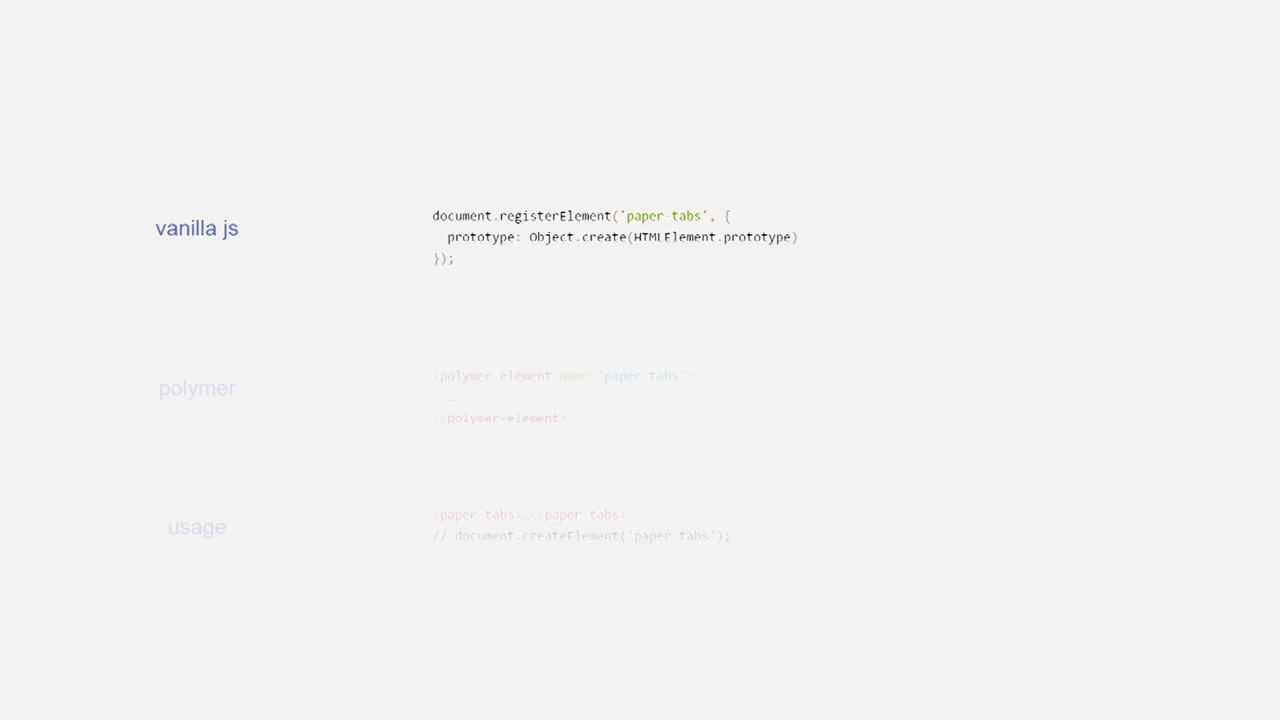 vanilla js
document.registerElement('paper-tabs', {
prototype: Object.create(HTMLElement.prototype)
});
polymer
<polymer-element name='paper-tabs'>
…
</polymer-element>
usage
<paper-tabs>…</paper-tabs>
// document.createElement('paper-tabs');